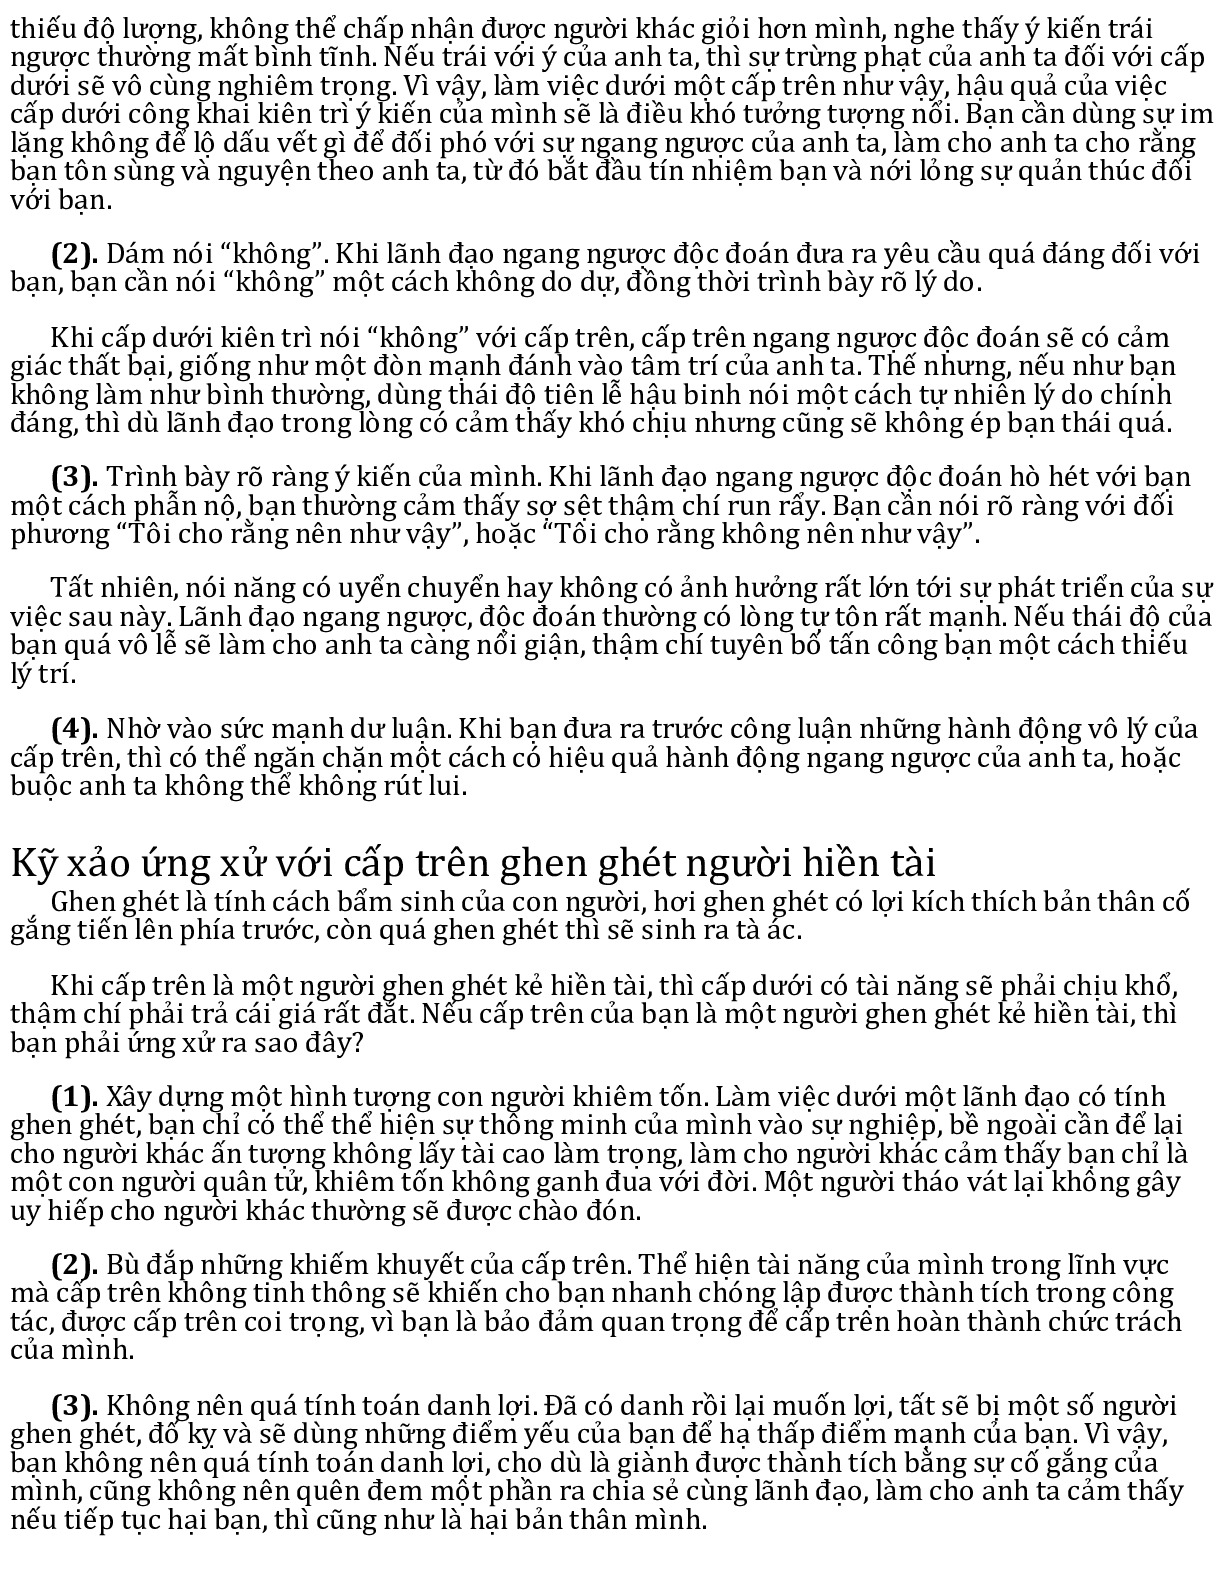 thiếu độ lượng, không thể chấp nhận được người khác giỏi hơn mình, nghe thấy ý kiến trái
ngược thường mất bình tĩnh. Nếu trái với ý của anh ta, thì sự trừng phạt của anh ta đối với cấp
dưới sẽ vô cùng nghiêm trọng. Vì vậy, làm việc dưới một cấp trên như vậy, hậu quả của việc
cấp dưới công khai kiên trì ý kiến của mình sẽ là điều khó tưởng tượng nổi. Bạn cần dùng sự im
lặng không để lộ dấu vết gì để đối phó với sự ngang ngược của anh ta, làm cho anh ta cho rằng
bạn tôn sùng và nguyện theo anh ta, từ đó bắt đầu tín nhiệm bạn và nới lỏng sự quản thúc đối
với bạn.
(2). Dám nói “không”. Khi lãnh đạo ngang ngược độc đoán đưa ra yêu cầu quá đáng đối với
bạn, bạn cần nói “không” một cách không do dự, đồng thời trình bày rõ lý do.
Khi cấp dưới kiên trì nói “không” với cấp trên, cấp trên ngang ngược độc đoán sẽ có cảm
giác thất bại, giống như một đòn mạnh đánh vào tâm trí của anh ta. Thế nhưng, nếu như bạn
không làm như bình thường, dùng thái độ tiên lễ hậu binh nói một cách tự nhiên lý do chính
đáng, thì dù lãnh đạo trong lòng có cảm thấy khó chịu nhưng cũng sẽ không ép bạn thái quá.
(3). Trình bày rõ ràng ý kiến của mình. Khi lãnh đạo ngang ngược độc đoán hò hét với bạn
một cách phẫn nộ, bạn thường cảm thấy sợ sệt thậm chí run rẩy. Bạn cần nói rõ ràng với đối
phương “Tôi cho rằng nên như vậy”, hoặc “Tôi cho rằng không nên như vậy”.
Tất nhiên, nói năng có uyển chuyển hay không có ảnh hưởng rất lớn tới sự phát triển của sự
việc sau này. Lãnh đạo ngang ngược, độc đoán thường có lòng tự tôn rất mạnh. Nếu thái độ của
bạn quá vô lễ sẽ làm cho anh ta càng nổi giận, thậm chí tuyên bố tấn công bạn một cách thiếu
lý trí.
(4). Nhờ vào sức mạnh dư luận. Khi bạn đưa ra trước công luận những hành động vô lý của
cấp trên, thì có thể ngăn chặn một cách có hiệu quả hành động ngang ngược của anh ta, hoặc
buộc anh ta không thể không rút lui.
Kỹ xảo ứng xử với cấp trên ghen ghét người hiền tài
Ghen ghét là tính cách bẩm sinh của con người, hơi ghen ghét có lợi kích thích bản thân cố
gắng tiến lên phía trước, còn quá ghen ghét thì sẽ sinh ra tà ác.
Khi cấp trên là một người ghen ghét kẻ hiền tài, thì cấp dưới có tài năng sẽ phải chịu khổ,
thậm chí phải trả cái giá rất đắt. Nếu cấp trên của bạn là một người ghen ghét kẻ hiền tài, thì
bạn phải ứng xử ra sao đây?
(1). Xây dựng một hình tượng con người khiêm tốn. Làm việc dưới một lãnh đạo có tính
ghen ghét, bạn chỉ có thể thể hiện sự thông minh của mình vào sự nghiệp, bề ngoài cần để lại
cho người khác ấn tượng không lấy tài cao làm trọng, làm cho người khác cảm thấy bạn chỉ là
một con người quân tử, khiêm tốn không ganh đua với đời. Một người tháo vát lại không gây
uy hiếp cho người khác thường sẽ được chào đón.
(2). Bù đắp những khiếm khuyết của cấp trên. Thể hiện tài năng của mình trong lĩnh vực
mà cấp trên không tinh thông sẽ khiến cho bạn nhanh chóng lập được thành tích trong công
tác, được cấp trên coi trọng, vì bạn là bảo đảm quan trọng để cấp trên hoàn thành chức trách
của mình.
(3). Không nên quá tính toán danh lợi. Đã có danh rồi lại muốn lợi, tất sẽ bị một số người
ghen ghét, đố kỵ và sẽ dùng những điểm yếu của bạn để hạ thấp điểm mạnh của bạn. Vì vậy,
bạn không nên quá tính toán danh lợi, cho dù là giành được thành tích bằng sự cố gắng của
mình, cũng không nên quên đem một phần ra chia sẻ cùng lãnh đạo, làm cho anh ta cảm thấy
nếu tiếp tục hại bạn, thì cũng như là hại bản thân mình.